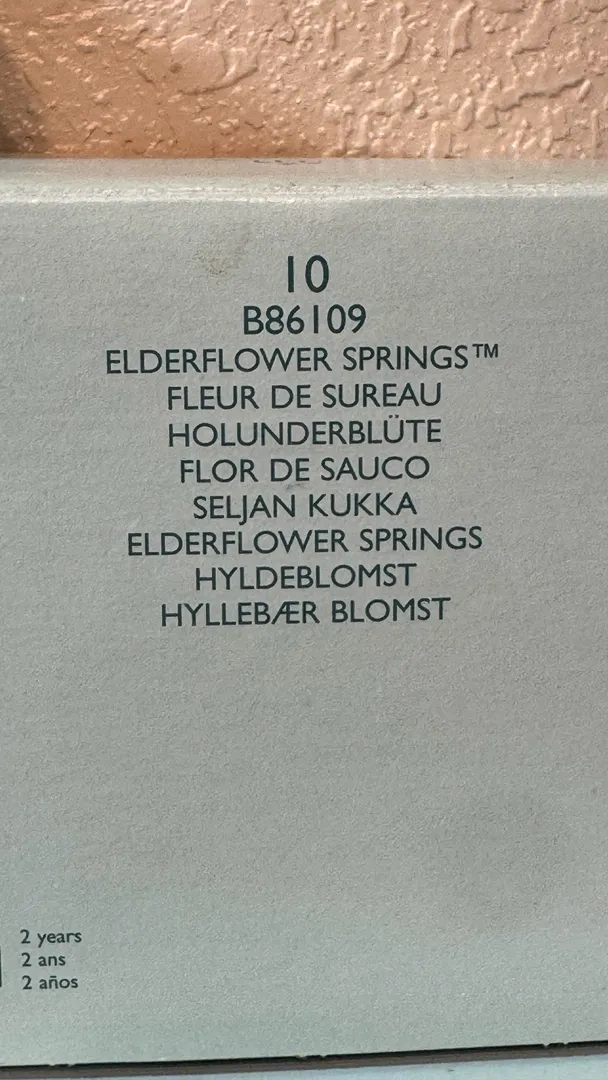 10
B86109
ELDERFLOWER SPRINGS™
FLEUR DE SUREAU
HOLUNDERBLÜTE
FLOR DE SAUCO
SELJAN KUKKA
ELDERFLOWER SPRINGS
HYLDEBLOMST
HYLLEBÆR BLOMST
2 years
2 ans
2 años